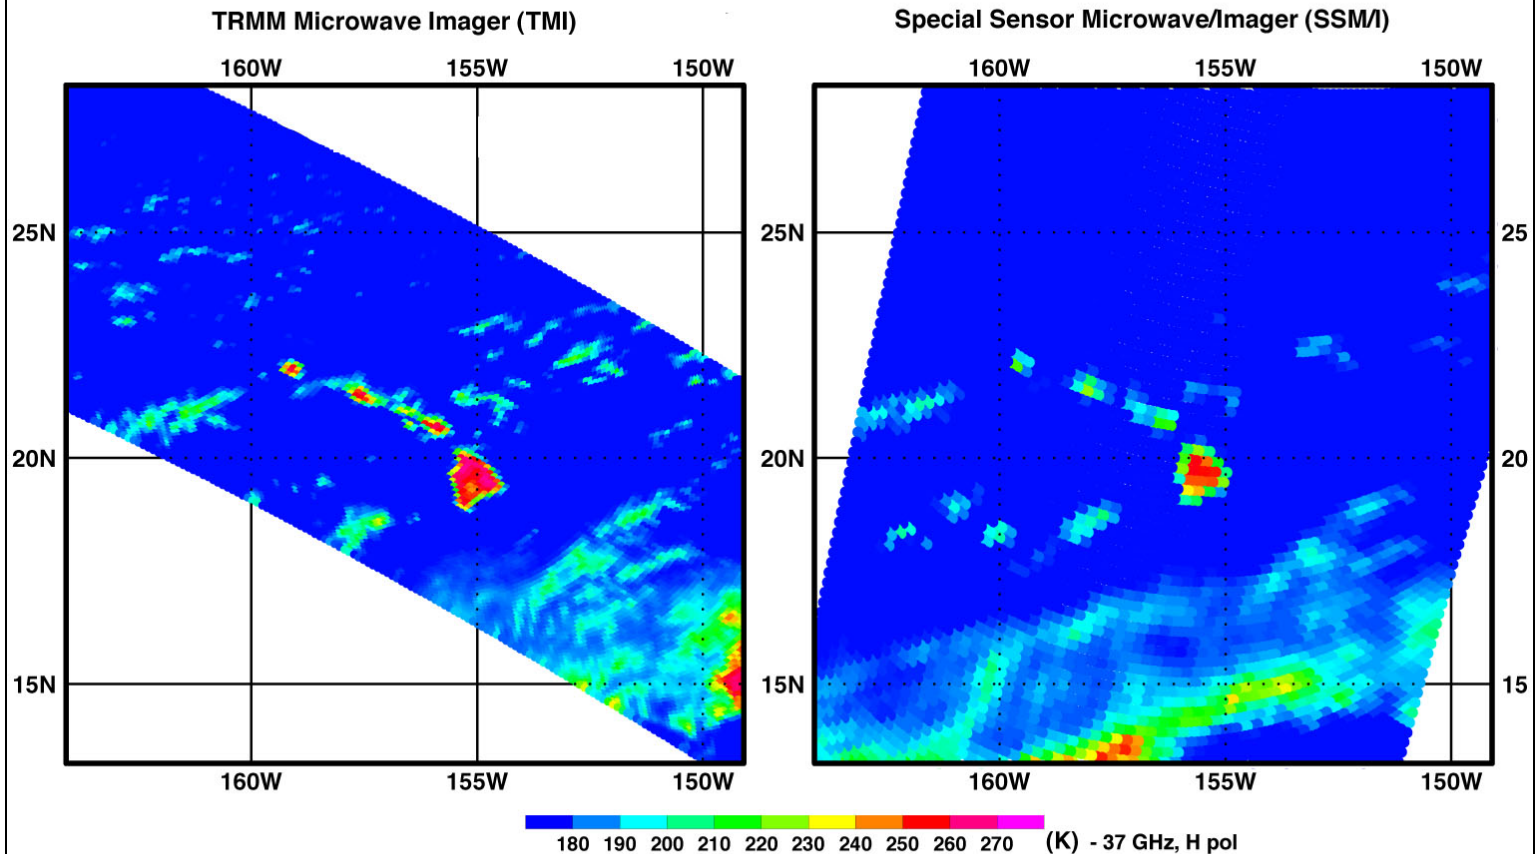 TRMM Microwave Imager (TMI)
Special Sensor Microwave/Imager (SSM/I)
160W 155W 150W
160W 155W 150W
25N
25N
25
20N
20N
20
15N
15N
15
160W 155W 150W
160W 155W 150W
180 190 200 210 220 230 240 250 260 270 (K) - 37 GHz, H pol